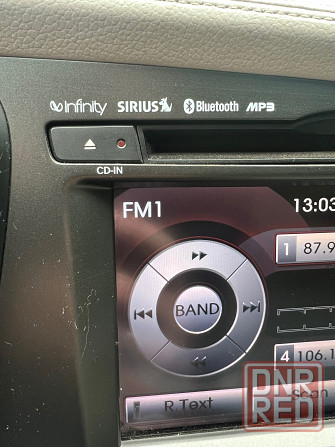 infinity SIRIUS Bluetooth MP3
CD-IN
FM1 13:03
1 87.9
BAND
4 106.1
R.Text Scan
DNR
RED